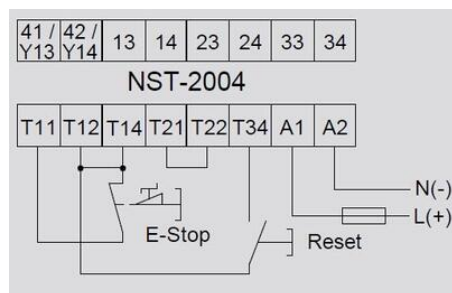 41 / 42 / 13 14 23 24 33 34
Y13 Y14
NST-2004
T11 T12 T14 T21 T22 T34 A1 A2
N(-)
L(+)
E-Stop Reset